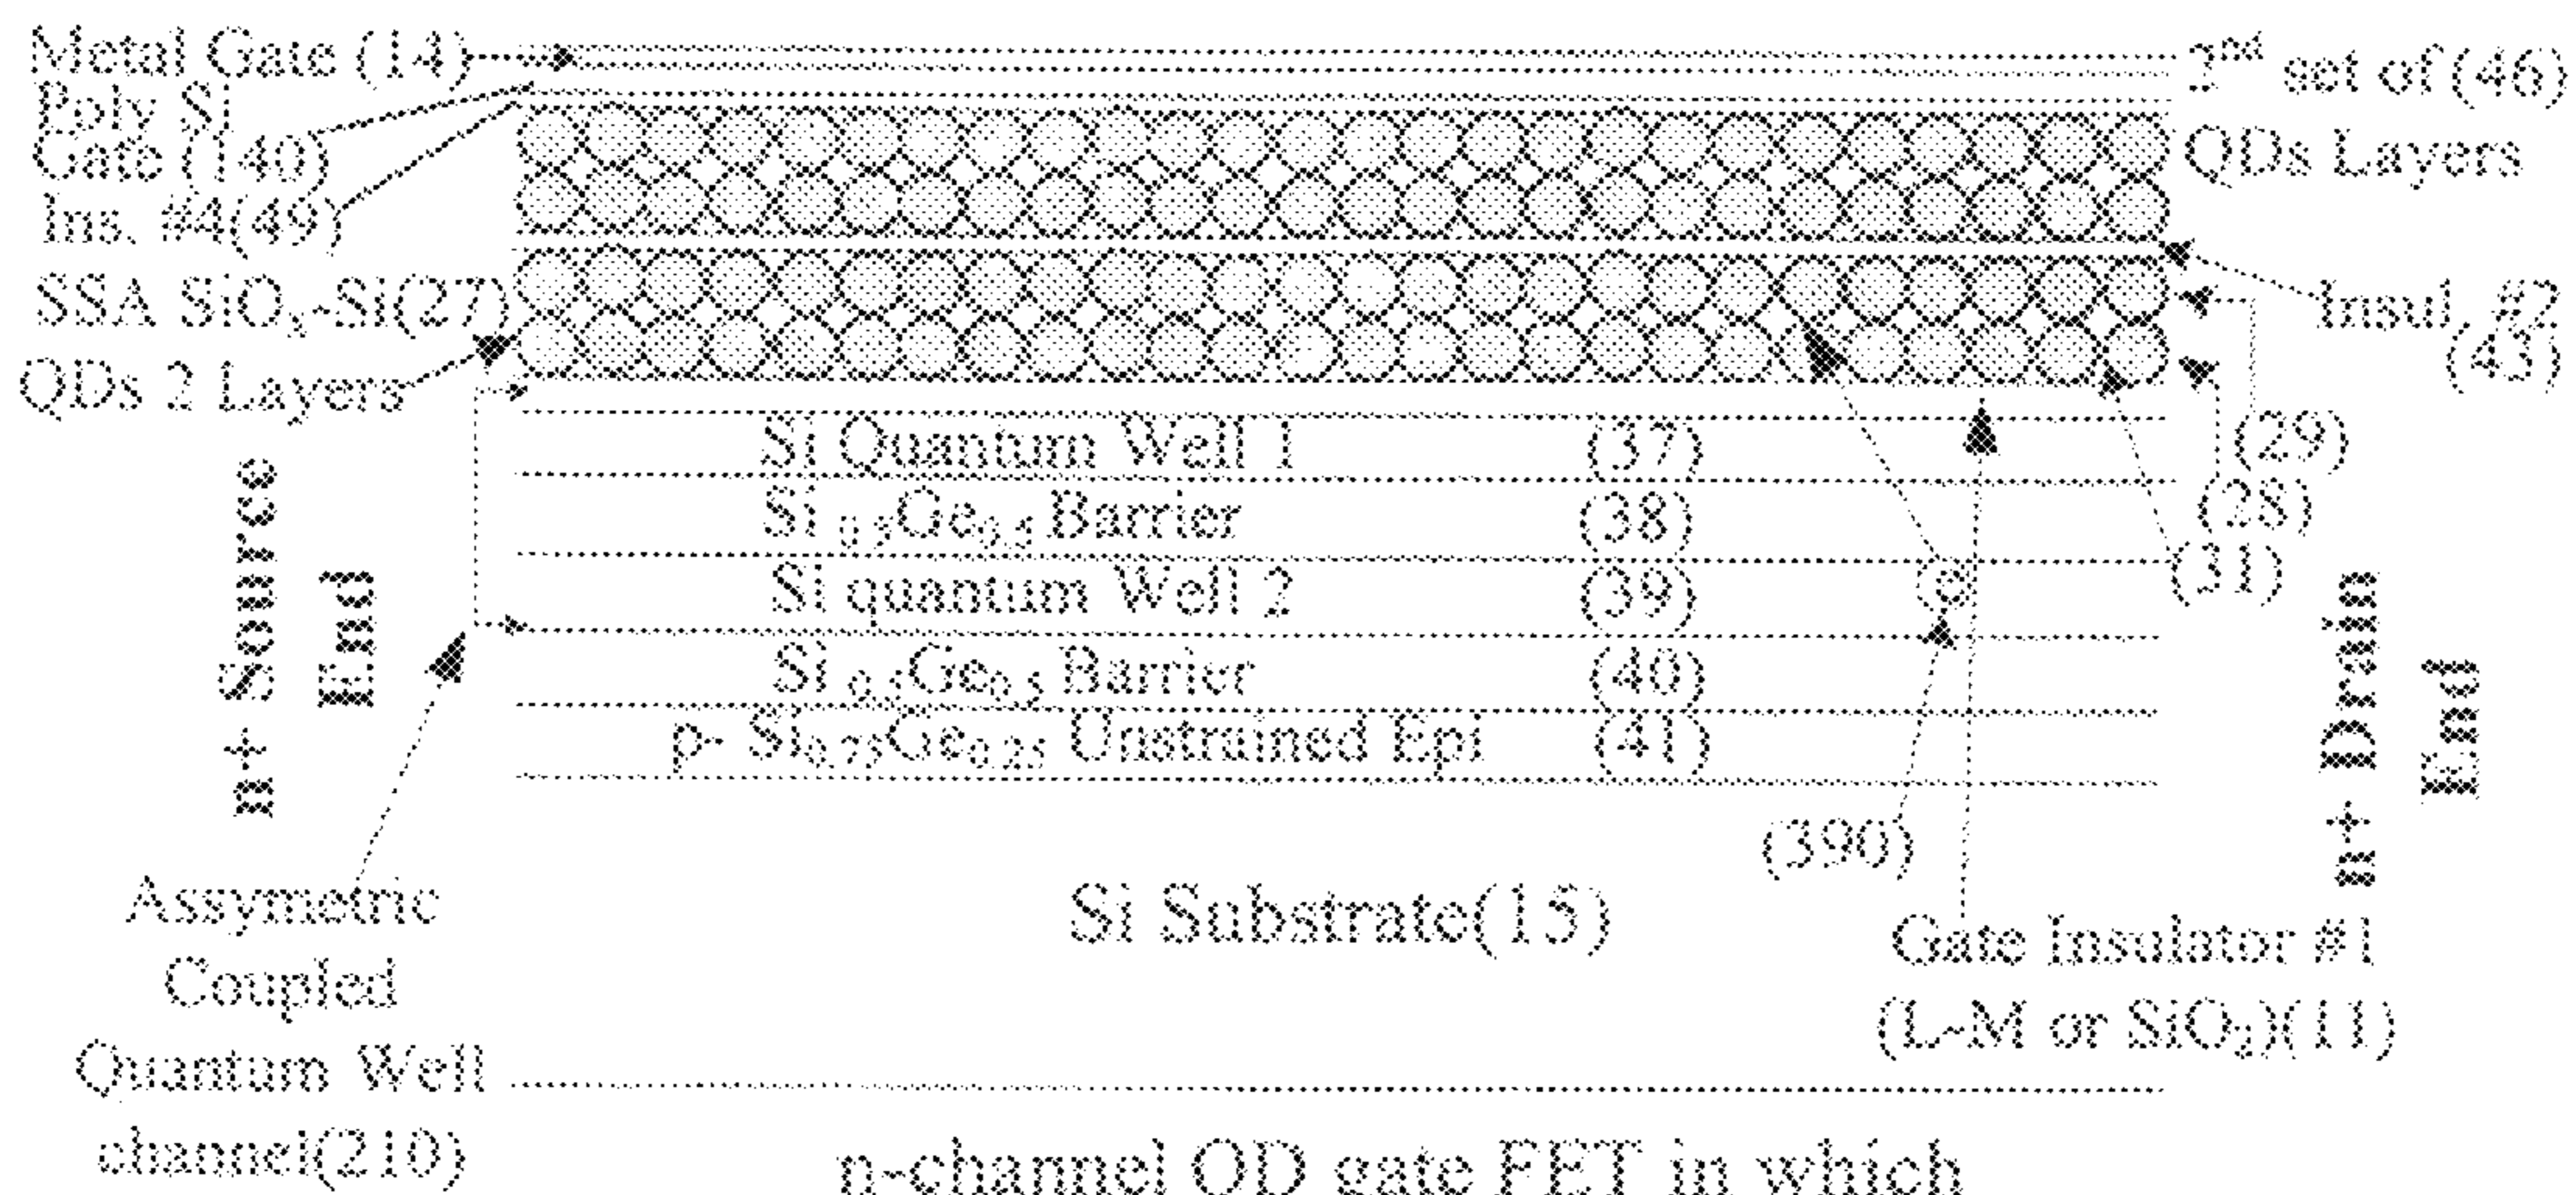 Metal Gate (14)
Poly Si
Gate (140)
Ins. #4(49)
SSA SiOₓ-Si(27)
QDs 2 Layers
2ⁿᵈ set of (46)
QDs Layers
Insul. #2
(43)
(29)
(28)
(31)
Si Quantum Well 1 (37)
Si Barrier (38)
Si quantum Well 2 (39)
Si ₀.₅Ge₀.₅ Barrier (40)
p- Si₀.₇₅Ge₀.₂₅ Unstrained Epi (41)
n+ Source
End
n+ Drain
End
(390)
Si Substrate(15)
Assymetric
Coupled
Quantum Well
channel(210)
Gate Insulator #1
(L-M or SiO₂)(11)
n-channel QD gate FET in which